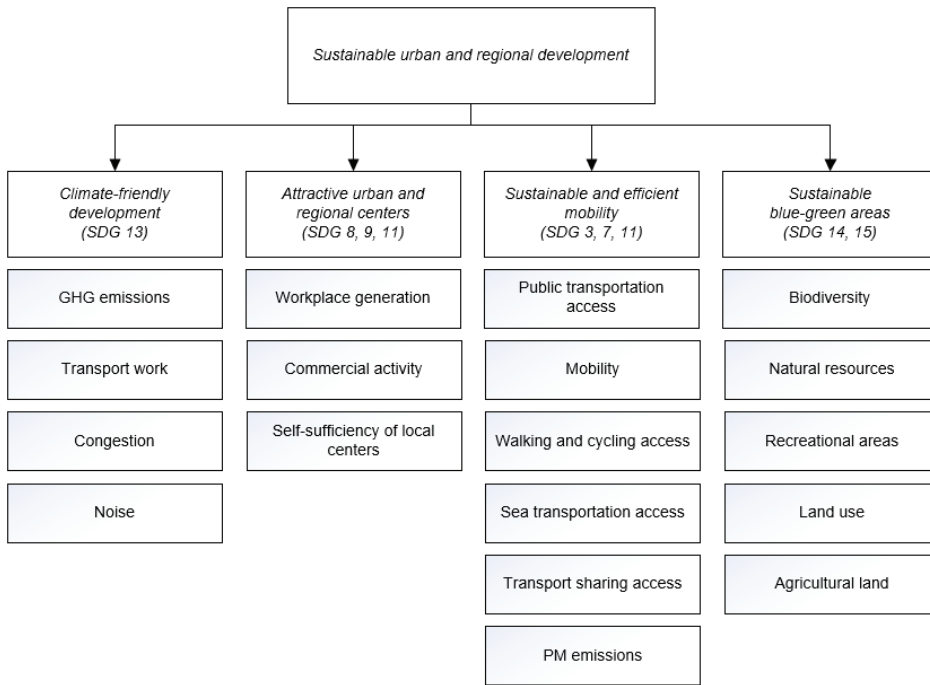 Sustainable urban and regional development
Climate-friendly
development
(SDG 13)
Attractive urban and
regional centers
(SDG 8, 9, 11)
Sustainable and efficient
mobility
(SDG 3, 7, 11)
Sustainable
blue-green areas
(SDG 14, 15)
GHG emissions
Transport work
Congestion
Noise
Workplace generation
Commercial activity
Self-sufficiency of local
centers
Public transportation
access
Mobility
Walking and cycling access
Sea transportation access
Transport sharing access
PM emissions
Biodiversity
Natural resources
Recreational areas
Land use
Agricultural land